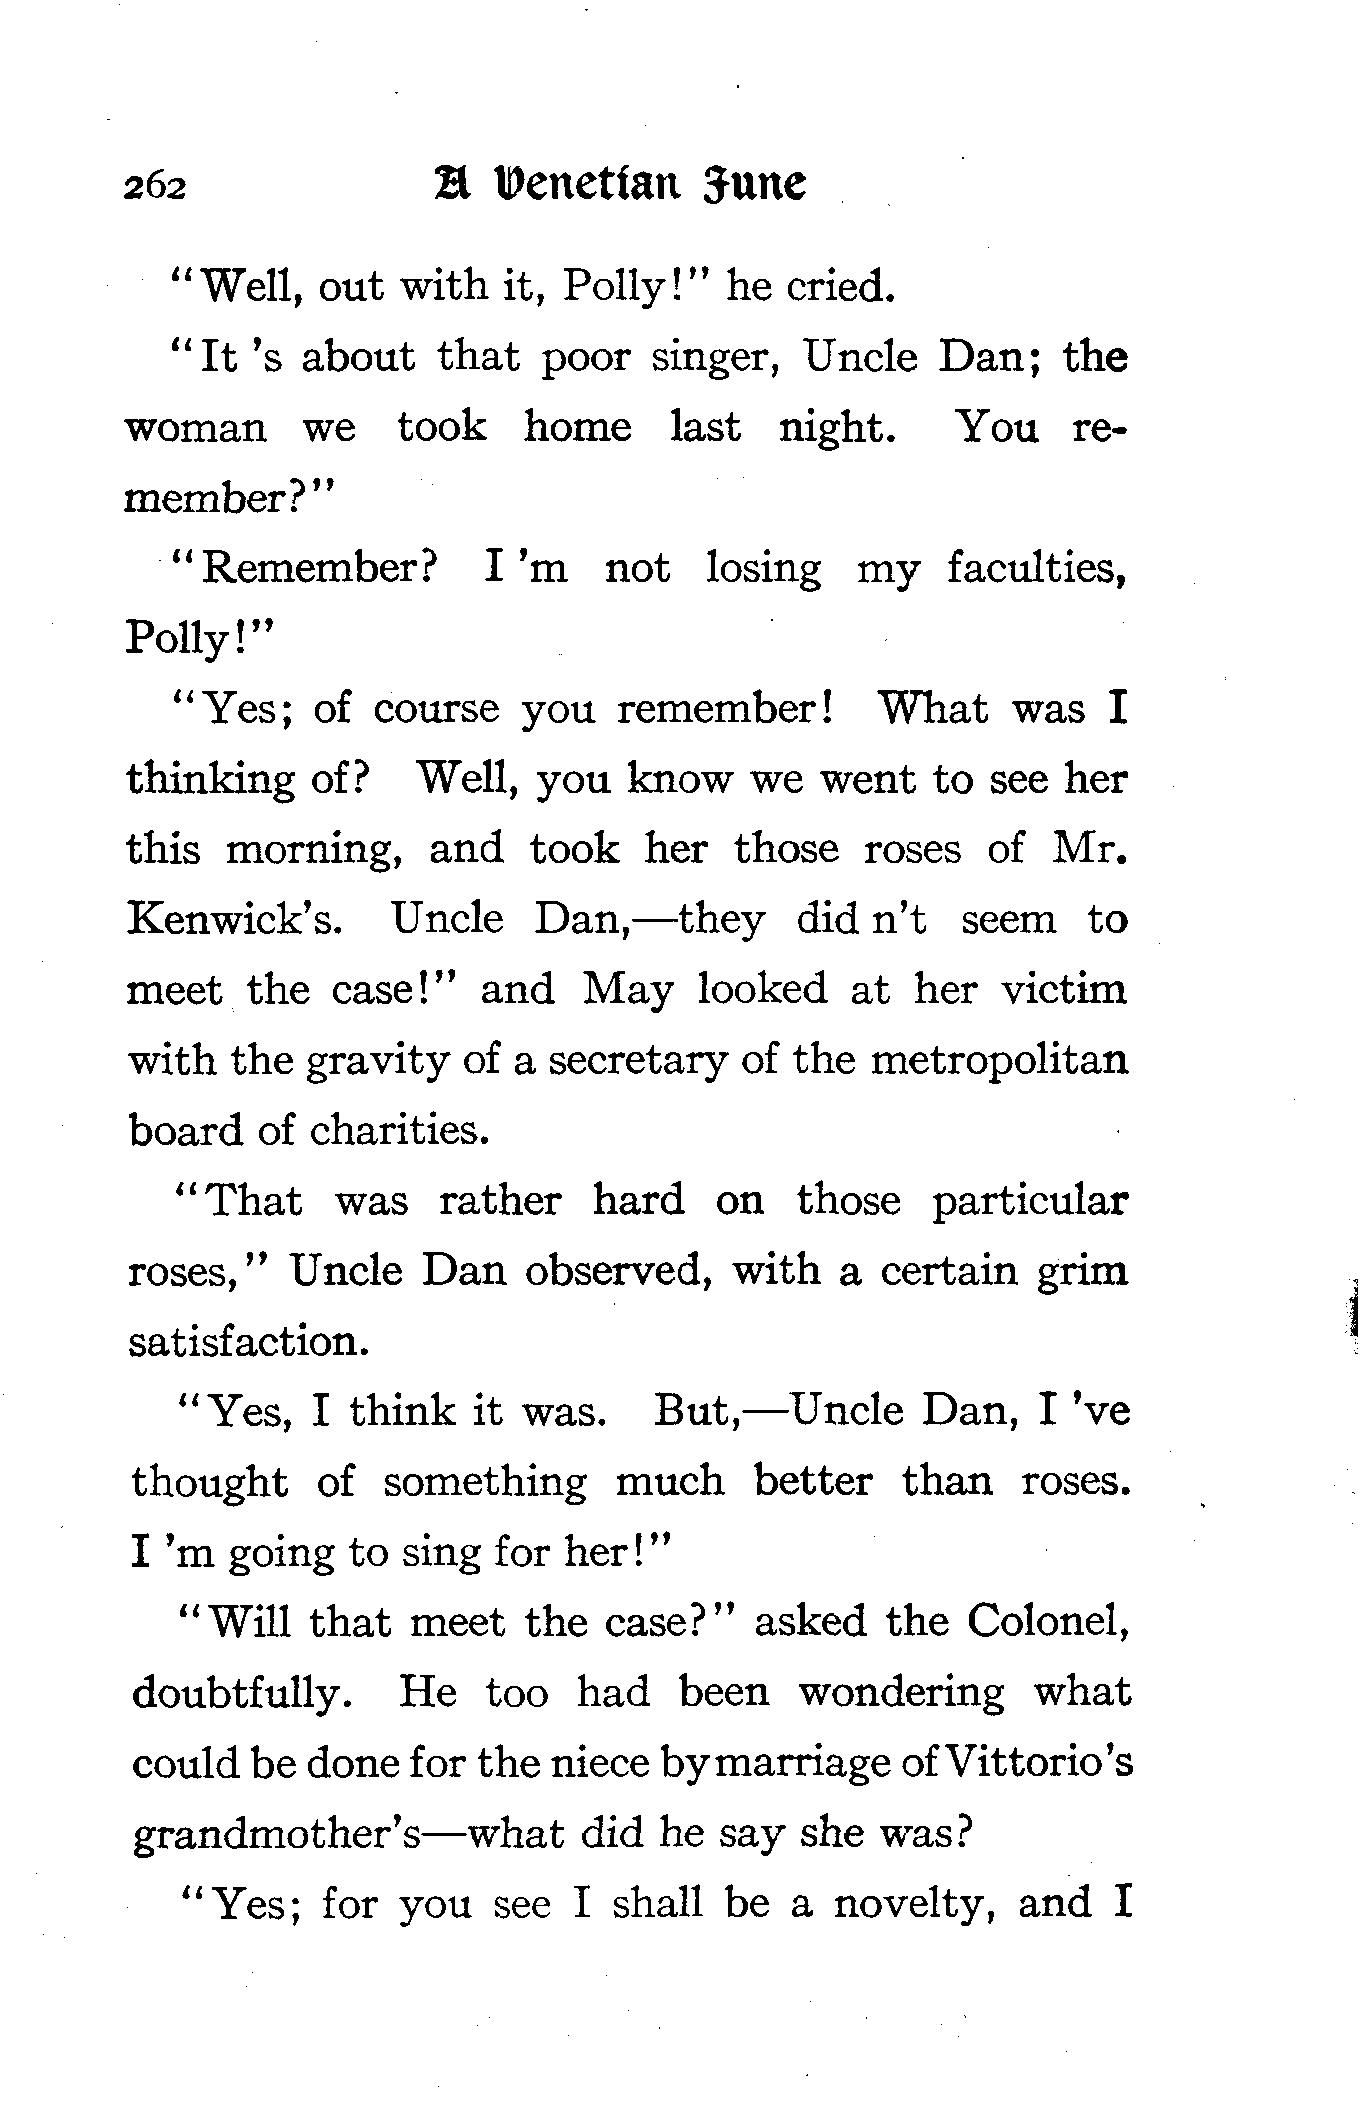 262 A Venetian June
"Well, out with it, Polly!" he cried.
"It 's about that poor singer, Uncle Dan; the
woman we took home last night. You re-
member?"
"Remember? I 'm not losing my faculties,
Polly!"
"Yes; of course you remember! What was I
thinking of? Well, you know we went to see her
this morning, and took her those roses of Mr.
Kenwick's. Uncle Dan,—they did n't seem to
meet the case!" and May looked at her victim
with the gravity of a secretary of the metropolitan
board of charities.
"That was rather hard on those particular
roses," Uncle Dan observed, with a certain grim
satisfaction.
"Yes, I think it was. But,—Uncle Dan, I 've
thought of something much better than roses.
I 'm going to sing for her!"
"Will that meet the case?" asked the Colonel,
doubtfully. He too had been wondering what
could be done for the niece by marriage of Vittorio's
grandmother's—what did he say she was?
"Yes; for you see I shall be a novelty, and I